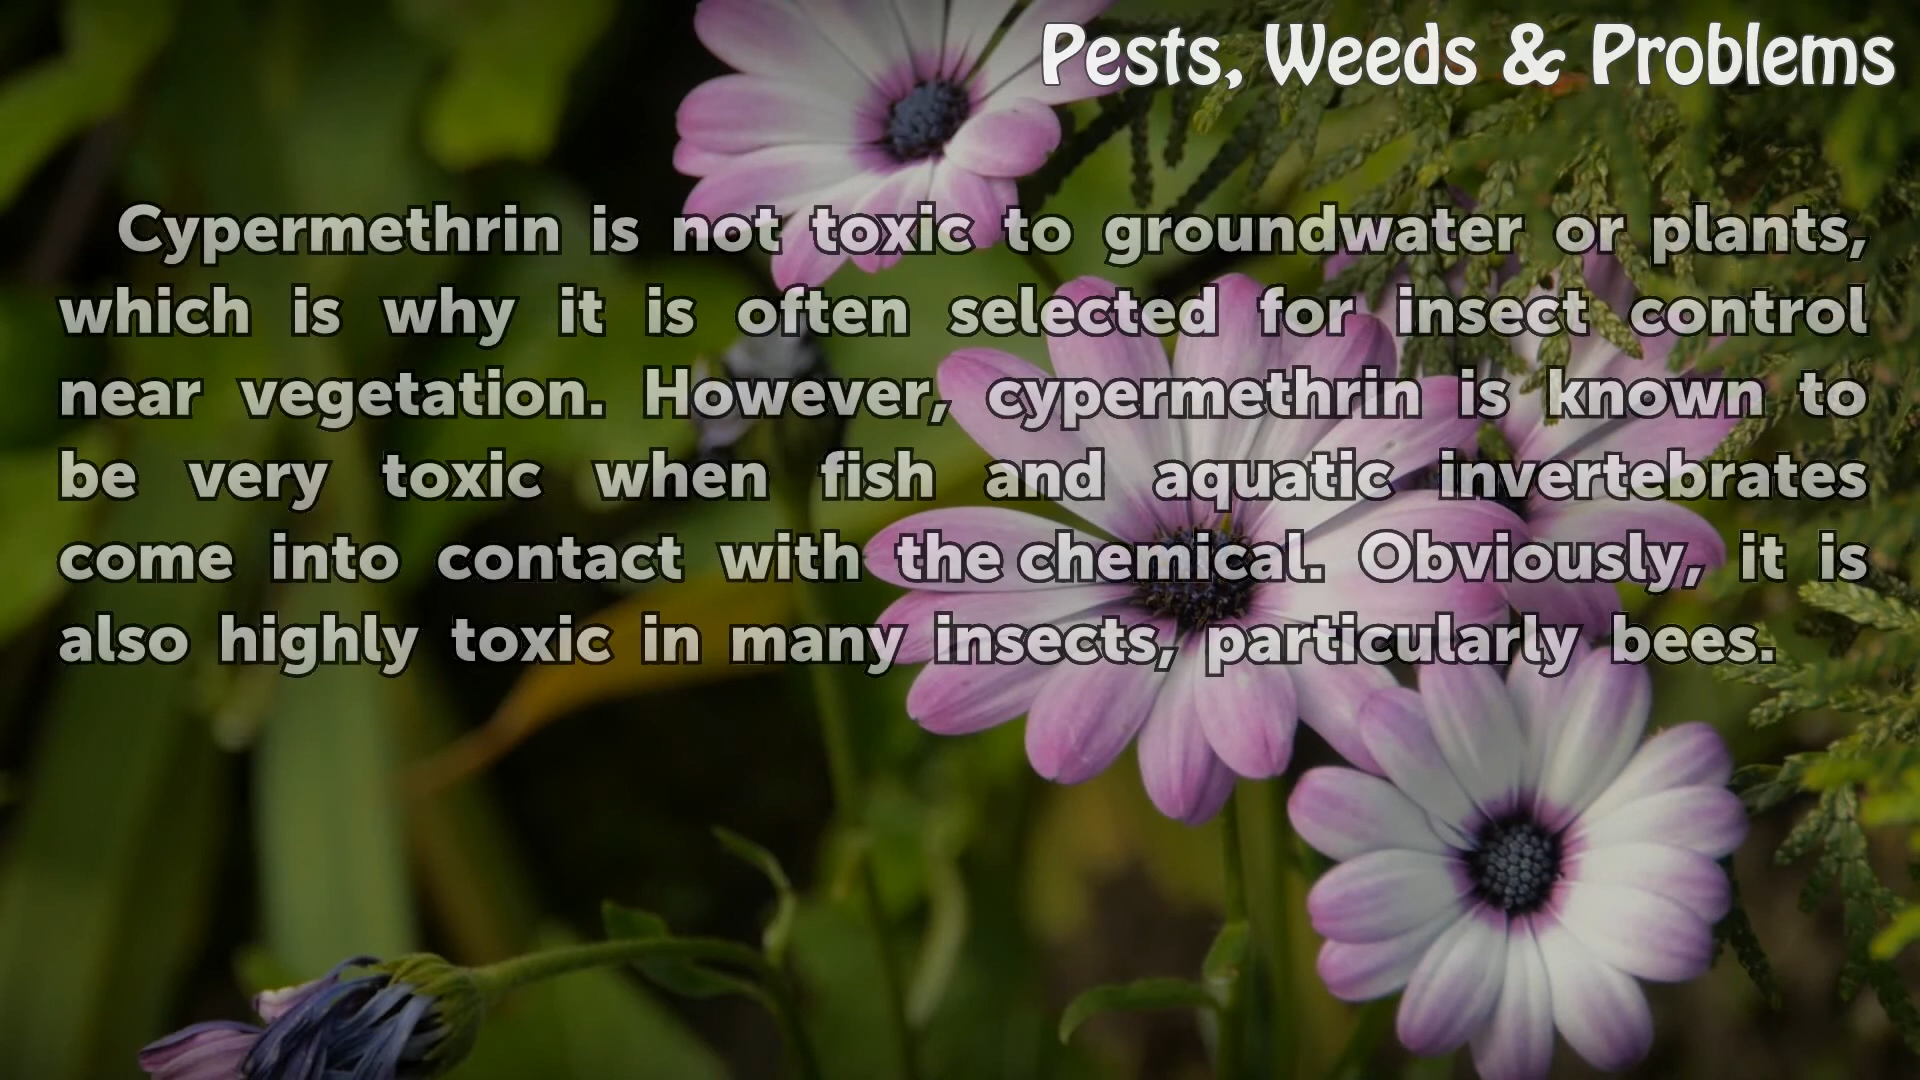 Pests, Weeds & Problems
Cypermethrin is not toxic to groundwater or plants,
which is why it is often selected for insect control
near vegetation. However, cypermethrin is known to
be very toxic when fish and aquatic invertebrates
come into contact with the chemical. Obviously, it is
also highly toxic in many insects, particularly bees.